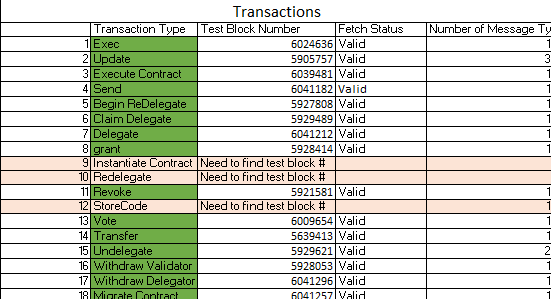 Transactions
Transaction Type Test Block Number Fetch Status Number of Message Ty
1 Exec 6024636 Valid 1
2 Update 5905757 Valid 3
3 Execute Contract 6039481 Valid 1
4 Send 6041182 Valid 1
5 Begin ReDelegate 5927808 Valid 1
6 Claim Delegate 5929489 Valid 1
7 Delegate 6041212 Valid 1
8 grant 5928414 Valid 1
9 Instantiate Contract Need to find test block # 1
10 Redelegate Need to find test block # 1
11 Revoke 5921581 Valid 1
12 StoreCode Need to find test block # 1
13 Vote 6009654 Valid 1
14 Transfer 5639413 Valid 1
15 Undelegate 5929621 Valid 2
16 Withdraw Validator 5928053 Valid 1
17 Withdraw Delegator 6041296 Valid 1
18 Migrate Contract 6041257 Valid 1